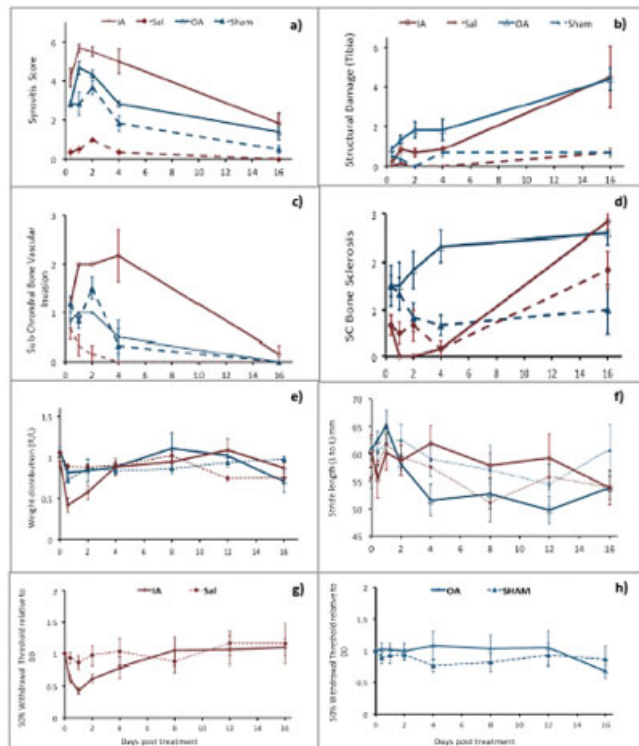 IA Sal OA Sham a)
Synovitis Score
6
4
2
0
0 2 4 6 8 10 12 14 16
IA Sal OA Sham
b)
Structural Damage (Tibia)
6
4
2
0
0 2 4 6 8 10 12 14 16
c)
Sub Chrondral Bone Vascular
Invasion
3
2
1
0
0 2 4 6 8 10 12 14 16
d)
SC Bone Sclerosis
3
2
1
0
0 2 4 6 8 10 12 14 16
e)
Weight distribution (R/L)
2
1.5
1
0.5
0
0 2 4 6 8 10 12 14 16
f)
Stride length (L to L) mm
70
65
60
55
50
45
0 2 4 6 8 10 12 14 16
IA Sal g)
50% Withdrawal Threshold relative to
D0
2
1.5
1
0.5
0
0 2 4 6 8 10 12 14 16
Days post treatment
OA SHAM h)
50% Withdrawal Threshold relative to
D0
2
1.5
1
0.5
0
0 2 4 6 8 10 12 14 16
Days post treatment